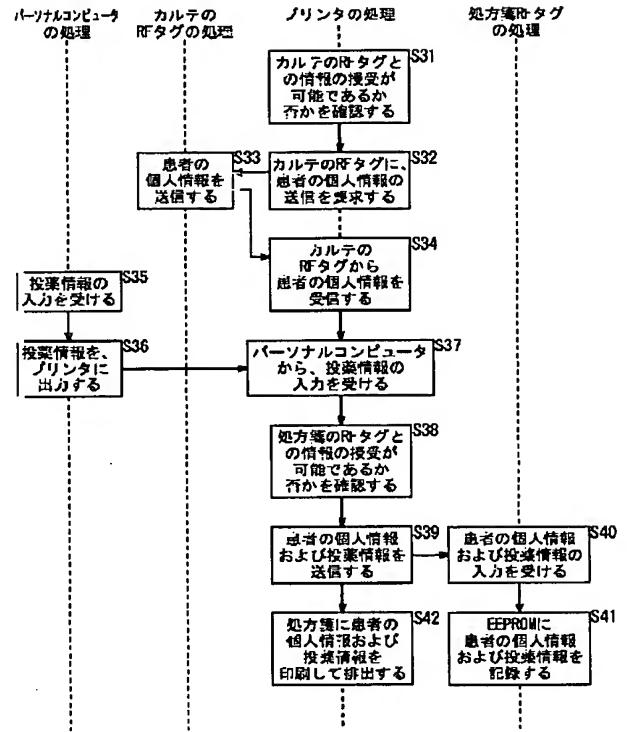 パーソナルコンピュータ
の処理
カルテの
RFタグの処理
プリンタの処理
処方箋RFタグ
の処理
S31
カルテのRFタグと
の情報の授受が
可能であるか
否かを確認する
S32
カルテのRFタグに、
患者の個人情報の
送信を要求する
S33
患者の
個人情報を
送信する
S34
カルテの
RFタグから
患者の個人情報を
受信する
S35
投薬情報の
入力を受ける
S36
投薬情報を、
プリンタに
出力する
S37
パーソナルコンピュータ
から、投薬情報の
入力を受ける
S38
処方箋のRFタグと
の情報の授受が
可能であるか
否かを確認する
S39
患者の個人情報
および投薬情報を
送信する
S40
患者の個人情報
および投薬情報の
入力を受ける
S42
処方箋に患者の
個人情報および
投薬情報を
印刷して排出する
S41
EEPROMに
患者の個人情報
および投薬情報を
記録する